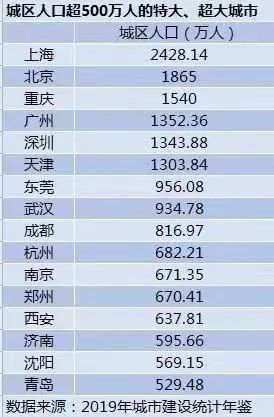 城区人口超500万人的特大、超大城市
城区人口（万人）
上海 2428.14
北京 1865
重庆 1540
广州 1352.36
深圳 1343.88
天津 1303.84
东莞 956.08
武汉 934.78
成都 816.97
杭州 682.21
南京 671.35
郑州 670.41
西安 637.81
济南 595.66
沈阳 569.15
青岛 529.48
数据来源：2019年城市建设统计年鉴